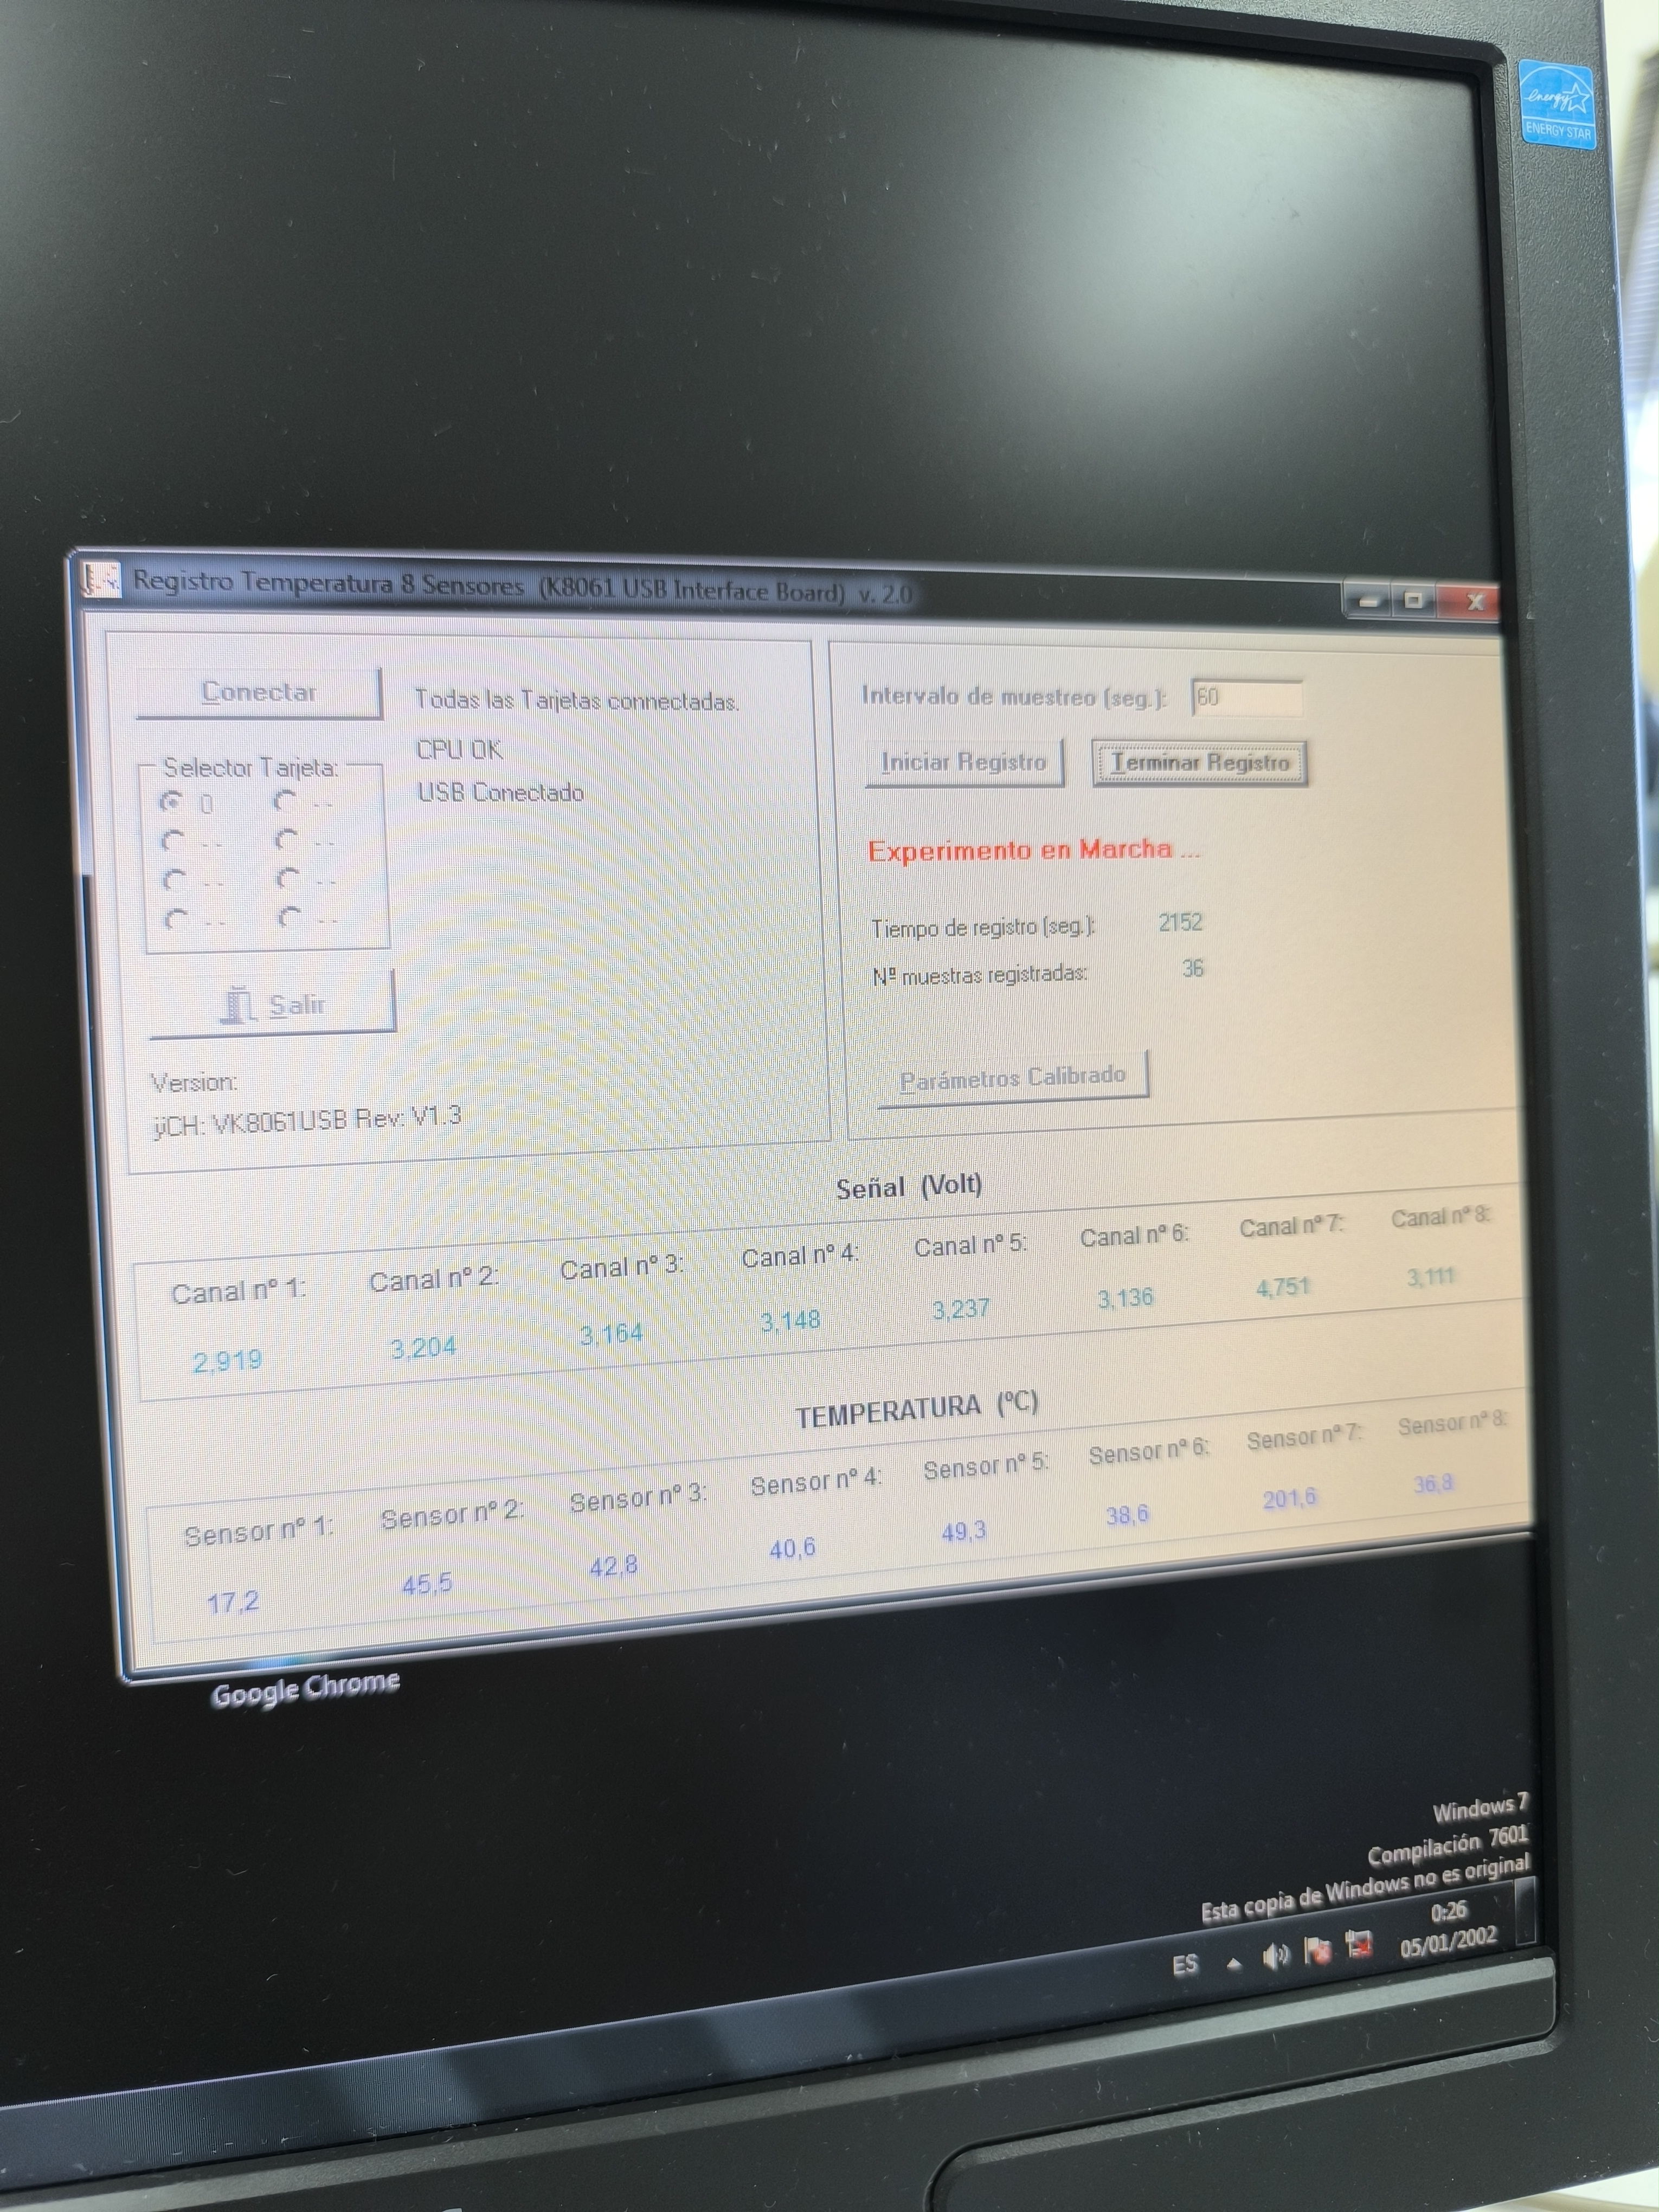 energy
ENERGY STAR
Registro Temperatura 8 Sensores (K8061 USB Interface Board) v. 2.0
Conectar
Todas las Tarjetas connectadas.
CPU OK
USB Conectado
Selector Tarjeta:
0 --
-- --
-- --
-- --
Salir
Version:
ÿCH: VK8061USB Rev: V1.3
Intervalo de muestreo (seg.): 60
Iniciar Registro Terminar Registro
Experimento en Marcha ...
Tiempo de registro (seg.): 2152
Nº muestras registradas: 36
Parámetros Calibrado
Señal (Volt)
Canal nº 1: Canal nº 2: Canal nº 3: Canal nº 4: Canal nº 5: Canal nº 6: Canal nº 7: Canal nº 8:
2,919 3,204 3,164 3,148 3,237 3,136 4,751 3,111
TEMPERATURA (ºC)
Sensor nº 1: Sensor nº 2: Sensor nº 3: Sensor nº 4: Sensor nº 5: Sensor nº 6: Sensor nº 7: Sensor nº 8:
17,2 45,5 42,8 40,6 49,3 38,6 201,6 36,8
Google Chrome
Windows 7
Compilación 7601
Esta copia de Windows no es original
ES 0:26
05/01/2002